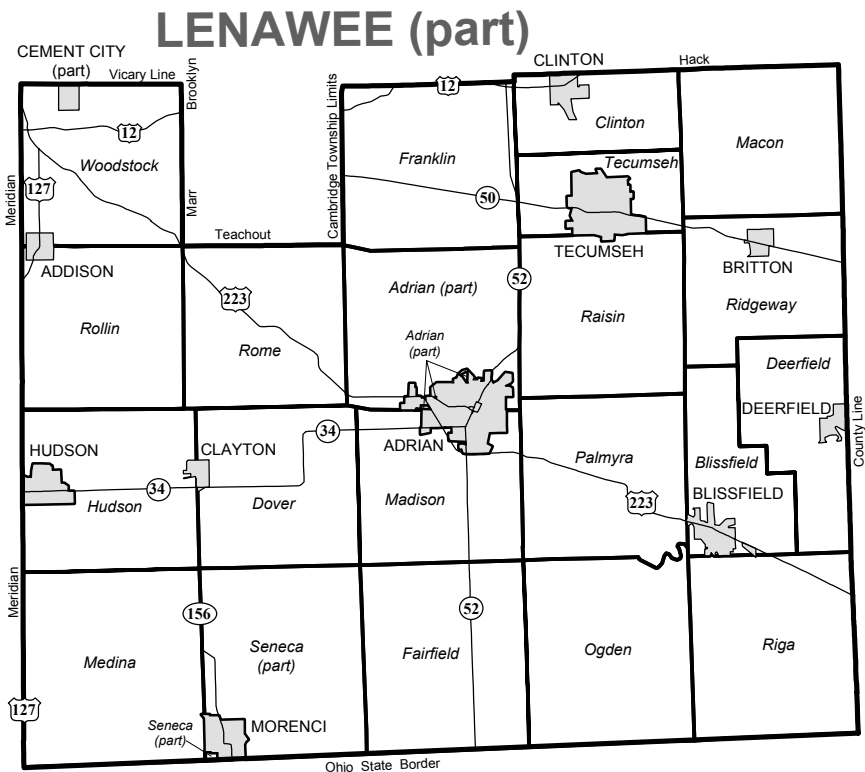 LENAWEE (part)
CEMENT CITY
(part)
Vicary Line
Brooklyn
CLINTON
Hack
12
12
Cambridge Township Limits
Clinton
Macon
Woodstock
Franklin
Tecumseh
127
50
Meridian
Marr
Teachout
ADDISON
TECUMSEH
BRITTON
52
Adrian (part)
223
Rollin
Rome
Raisin
Ridgeway
Adrian
(part)
Deerfield
DEERFIELD
County Line
34
HUDSON
CLAYTON
ADRIAN
Palmyra
Blissfield
34
Hudson
Dover
Madison
223
BLISSFIELD
Meridian
156
52
Medina
Seneca
(part)
Fairfield
Ogden
Riga
127
Seneca
(part)
MORENCI
Ohio State Border